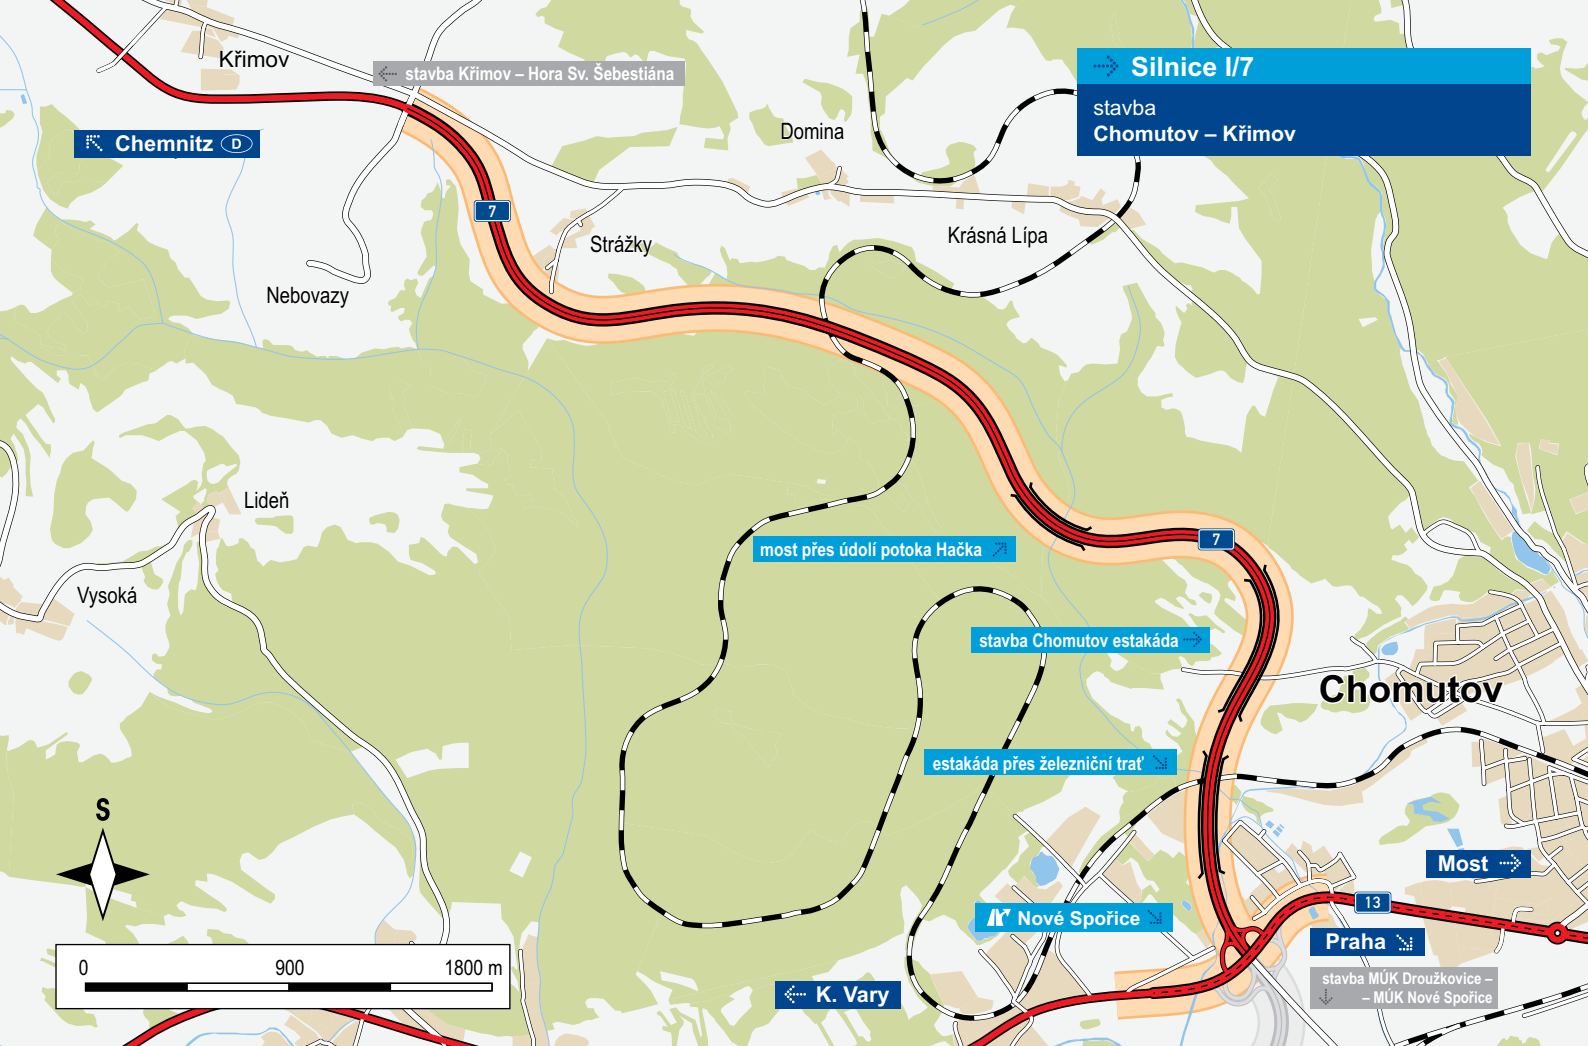 Křimov
stavba Křimov – Hora Sv. Šebestiána
Silnice I/7
stavba
Chomutov – Křimov
Chemnitz D
Domina
7
Strážky
Krásná Lípa
Nebovazy
Lideň
most přes údolí potoka Hačka
7
Vysoká
stavba Chomutov estakáda
Chomutov
estakáda přes železniční trať
S
Most
13
Nové Spořice
Praha
0 900 1800 m
stavba MÚK Droužkovice –
– MÚK Nové Spořice
K. Vary